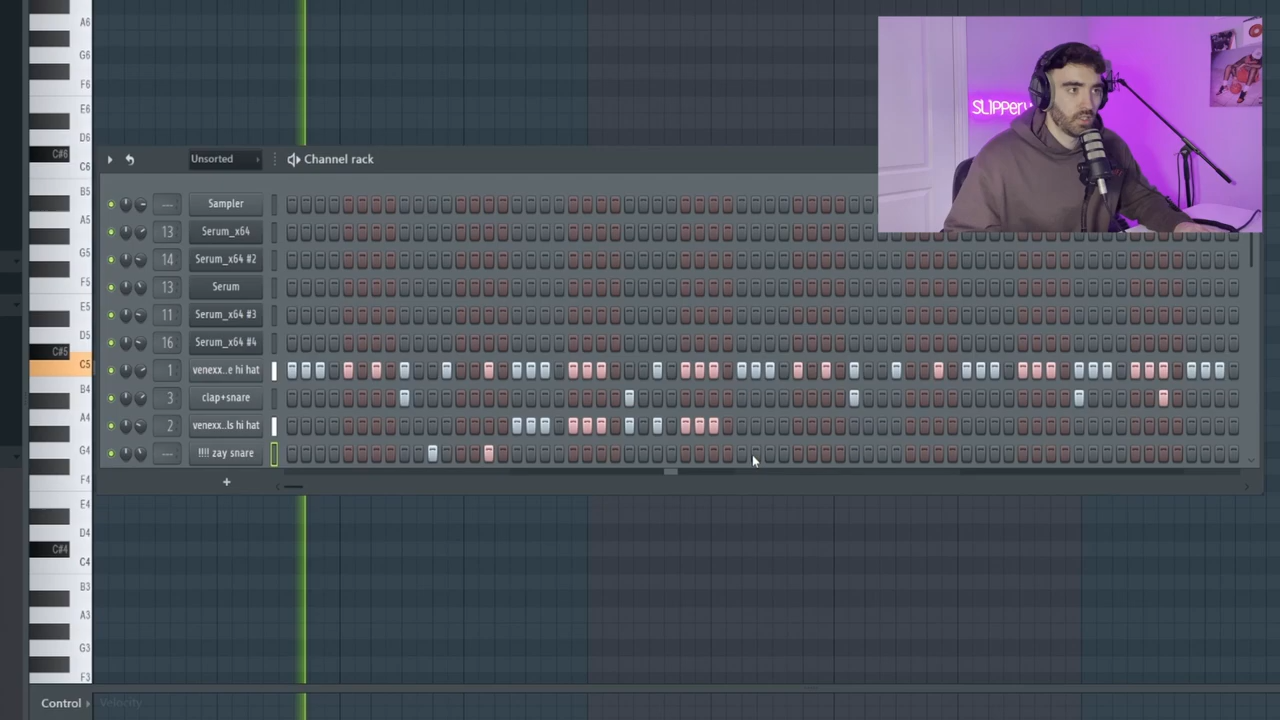 A6
G6
F6
E6
D6
C#6
C6
B5
A5
G5
F5
E5
D5
C#5
C5
B4
A4
G4
F4
E4
D4
C#4
C4
B3
A3
G3
F3
Unsorted
Channel rack
SLIPPERY
--- Sampler
13 Serum_x64
14 Serum_x64 #2
13 Serum
11 Serum_x64 #3
16 Serum_x64 #4
1 venexx..e hi hat
3 clap+snare
2 venexx..ls hi hat
--- !!!! zay snare
+
Control
Velocity